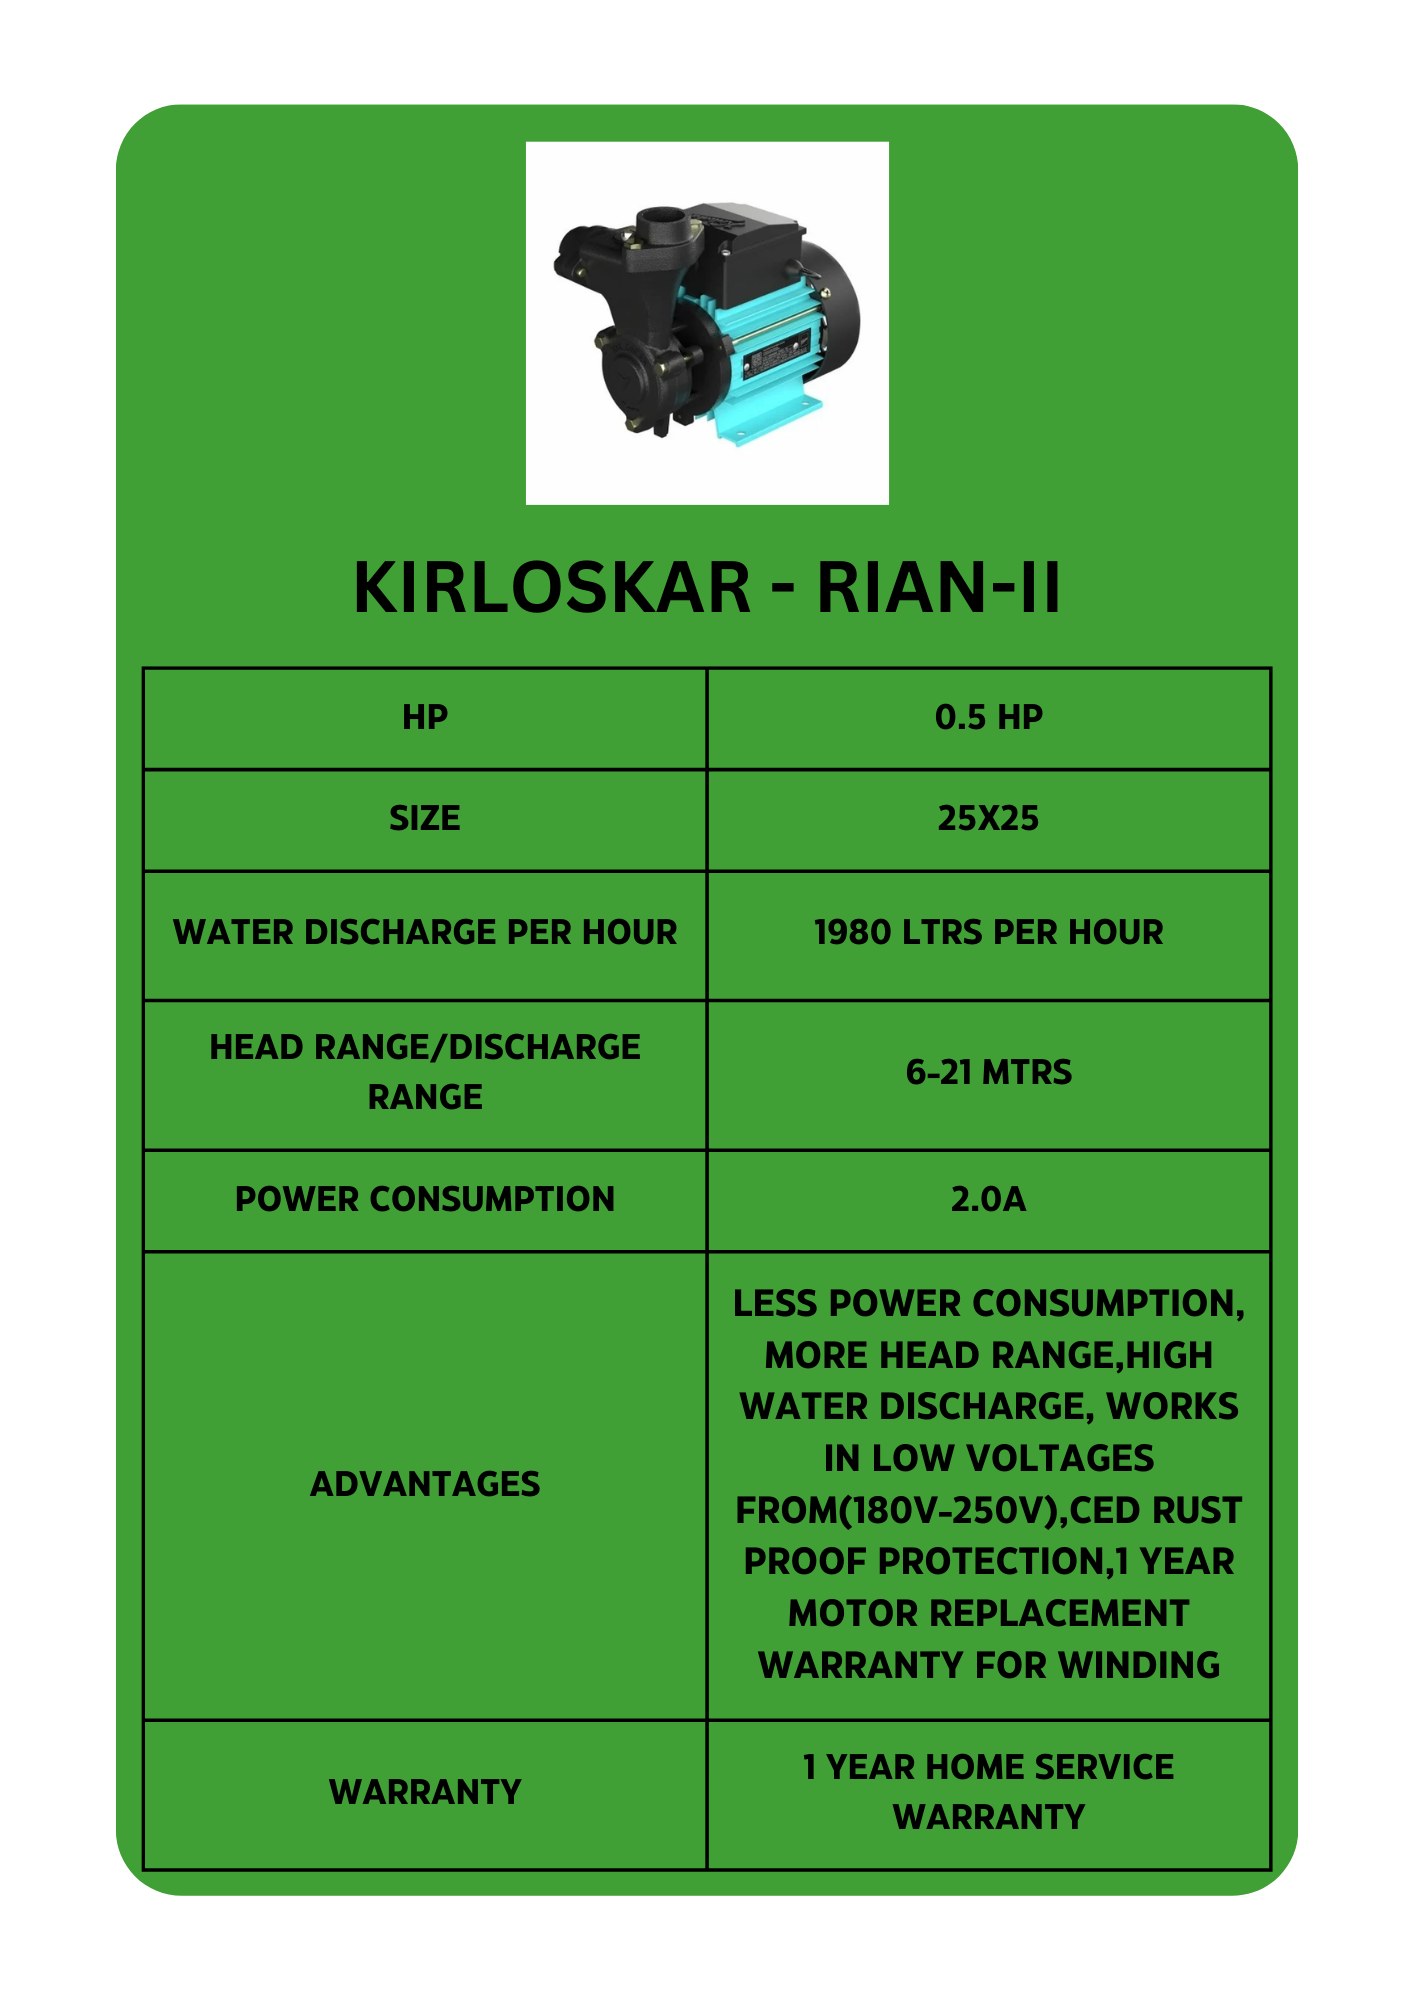 KIRLOSKAR - RIAN-II
HP
0.5 HP
SIZE
25X25
WATER DISCHARGE PER HOUR
1980 LTRS PER HOUR
HEAD RANGE/DISCHARGE
RANGE
6-21 MTRS
POWER CONSUMPTION
2.0A
ADVANTAGES
LESS POWER CONSUMPTION,
MORE HEAD RANGE,HIGH
WATER DISCHARGE, WORKS
IN LOW VOLTAGES
FROM(180V-250V),CED RUST
PROOF PROTECTION,1 YEAR
MOTOR REPLACEMENT
WARRANTY FOR WINDING
WARRANTY
1 YEAR HOME SERVICE
WARRANTY